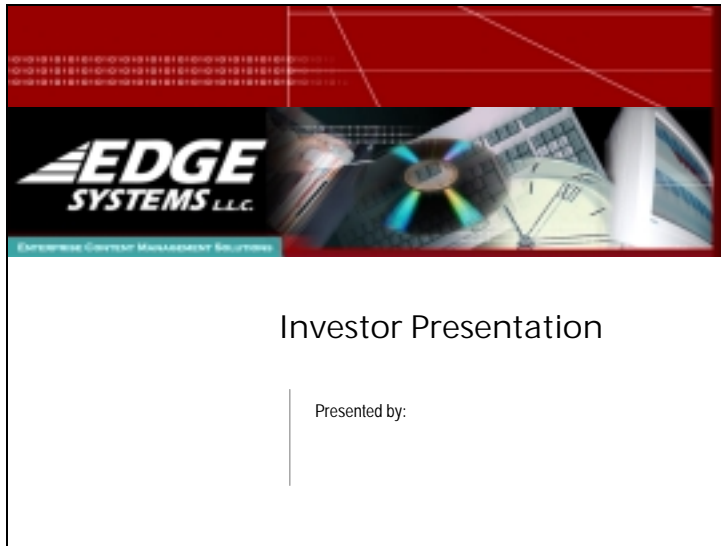 EDGE
SYSTEMS L.L.C.
ENTERPRISE CONTENT MANAGEMENT SOLUTIONS
Investor Presentation
Presented by: